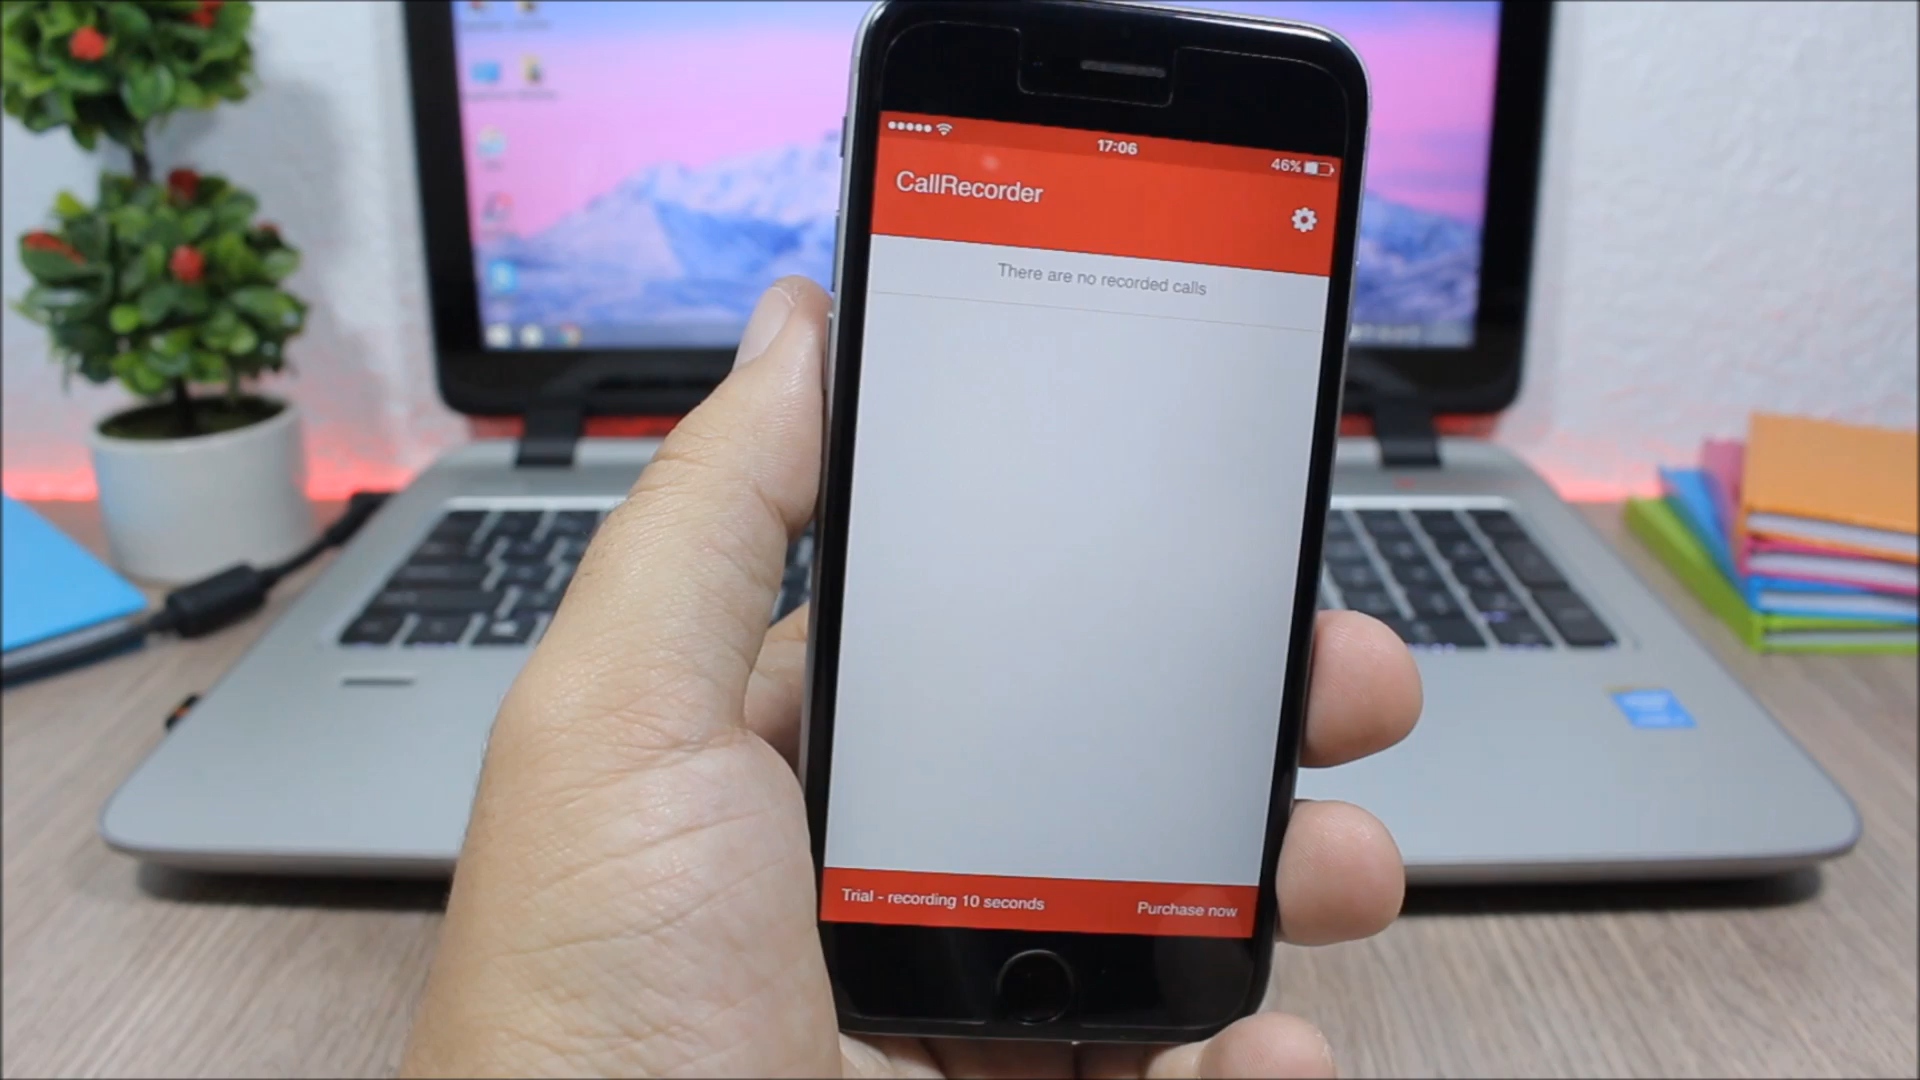 17:06
46%
CallRecorder
There are no recorded calls
Trial - recording 10 seconds
Purchase now